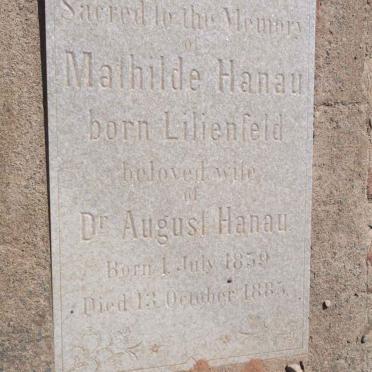 Sacred to the Memory
of
Mathilde Hanau
born Lilienfeld
beloved wife
of
Dr August Hanau
Born 1 July 1859
Died 13 October 1885.